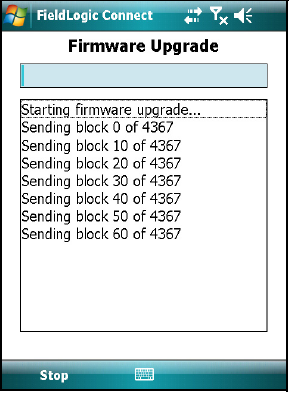 FieldLogic Connect
Firmware Upgrade
Starting firmware upgrade...
Sending block 0 of 4367
Sending block 10 of 4367
Sending block 20 of 4367
Sending block 30 of 4367
Sending block 40 of 4367
Sending block 50 of 4367
Sending block 60 of 4367
Stop